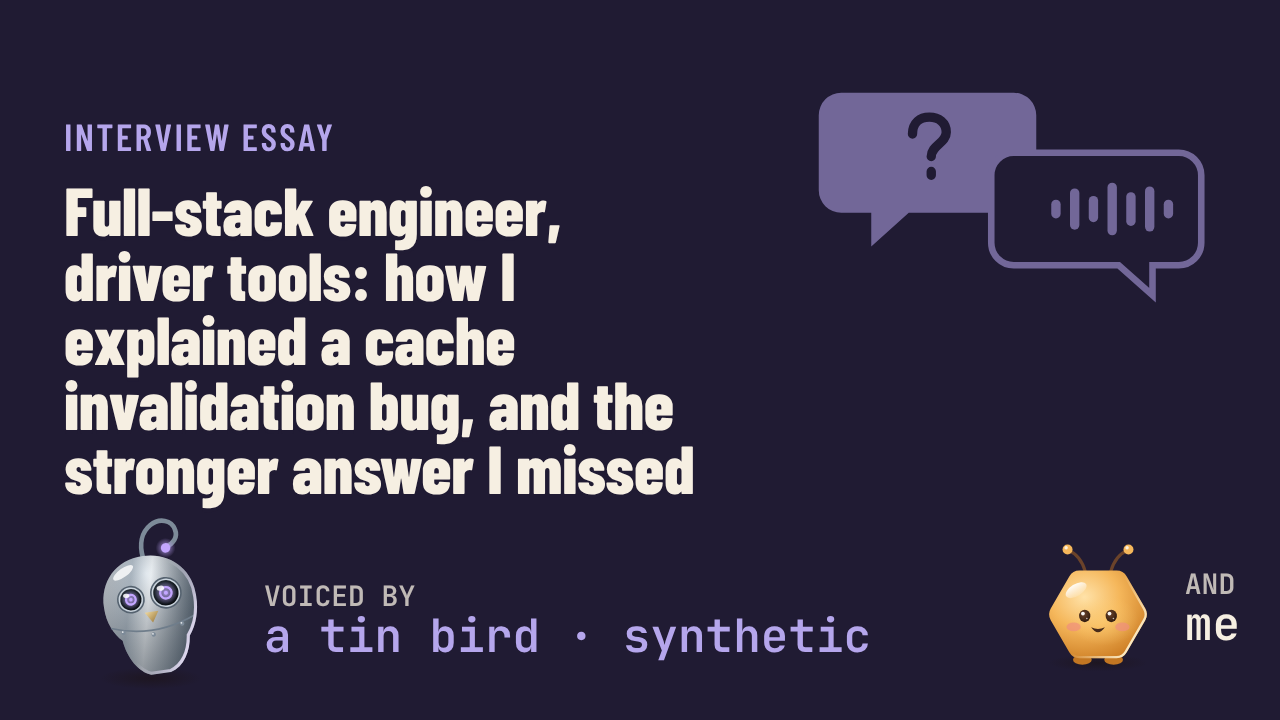 INTERVIEW ESSAY
Full-stack engineer,
driver tools: how I
explained a cache
invalidation bug, and the
stronger answer I missed
?
VOICED BY
a tin bird · synthetic
AND
me